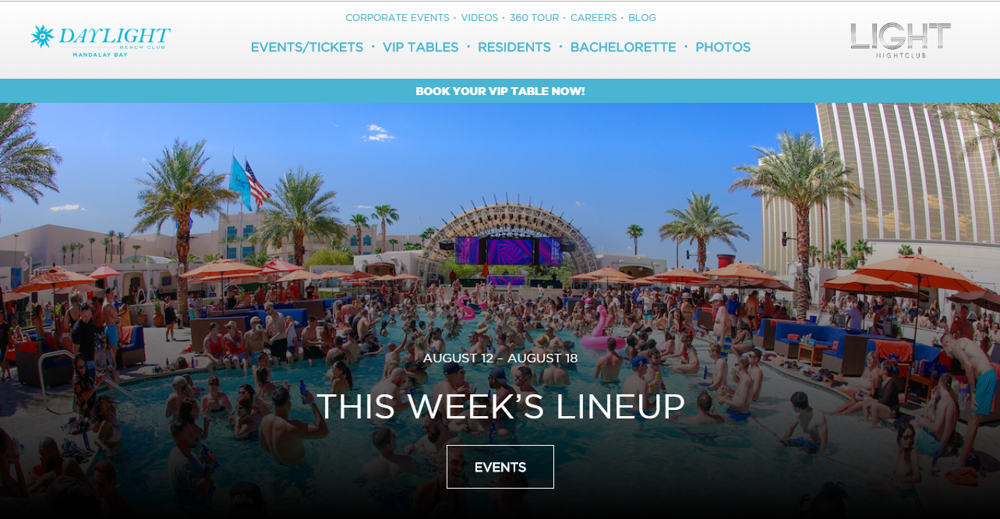 CORPORATE EVENTS · VIDEOS · 360 TOUR · CAREERS · BLOG
DAYLIGHT
BEACH CLUB
MANDALAY BAY
EVENTS/TICKETS · VIP TABLES · RESIDENTS · BACHELORETTE · PHOTOS
LIGHT
NIGHTCLUB
BOOK YOUR VIP TABLE NOW!
AUGUST 12 – AUGUST 18
THIS WEEK’S LINEUP
EVENTS